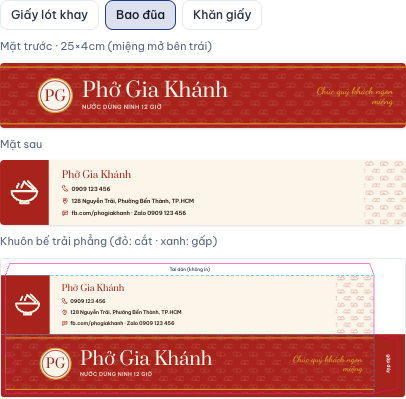 Giấy lót khay Bao đũa Khăn giấy
Mặt trước · 25×4cm (miệng mở bên trái)
PG Phở Gia Khánh
NƯỚC DÙNG NINH 12 GIỜ
Chúc quý khách ngon
miệng
Mặt sau
Phở Gia Khánh
0909 123 456
128 Nguyễn Trãi, Phường Bến Thành, TP.HCM
fb.com/phogiakhanh · Zalo 0909 123 456
Khuôn bế trải phẳng (đỏ: cắt · xanh: gấp)
Tai dán (không in)
Phở Gia Khánh
0909 123 456
128 Nguyễn Trãi, Phường Bến Thành, TP.HCM
fb.com/phogiakhanh · Zalo 0909 123 456
PG Phở Gia Khánh
NƯỚC DÙNG NINH 12 GIỜ
Chúc quý khách ngon
miệng